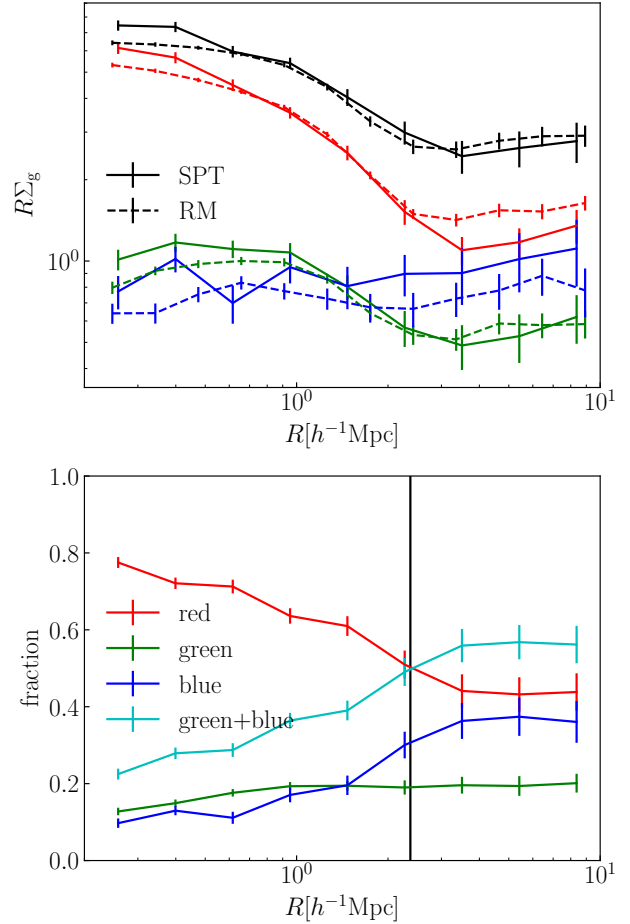 RΣg
10⁰
SPT
RM
10⁰
10¹
R[h⁻¹Mpc]
fraction
1.0
0.8
0.6
0.4
0.2
0.0
red
green
blue
green+blue
10⁰
10¹
R[h⁻¹Mpc]